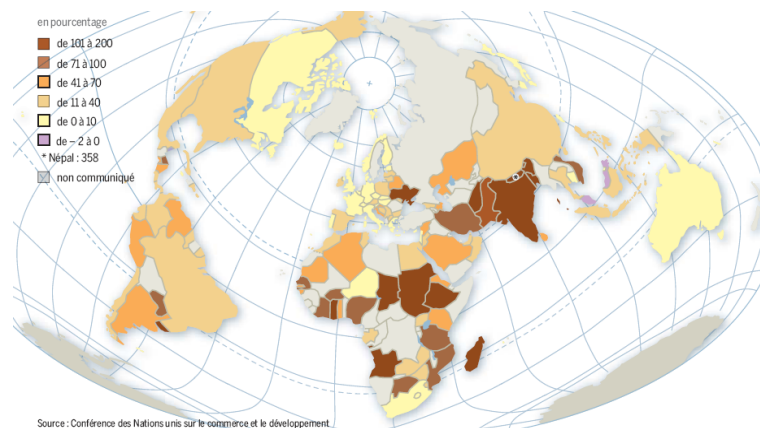 en pourcentage
de 101 à 200
de 71 à 100
de 41 à 70
de 11 à 40
de 0 à 10
de – 2 à 0
* Népal : 358
non communiqué
Source : Conférence des Nations unis sur le commerce et le développement